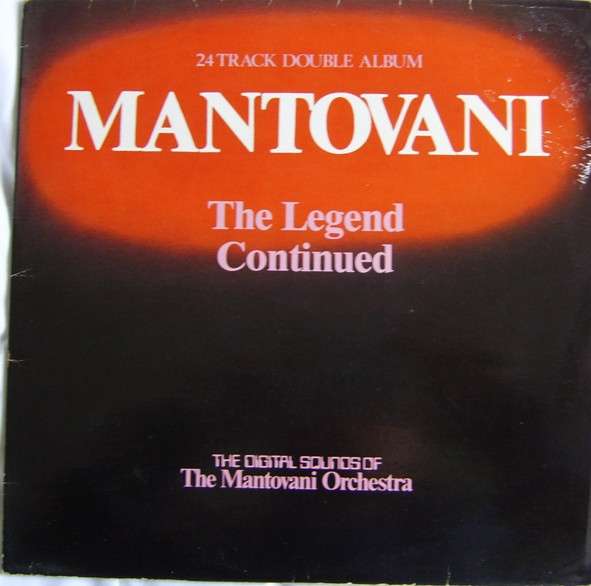 24 TRACK DOUBLE ALBUM
MANTOVANI
The Legend
Continued
THE DIGITAL SOUNDS OF
The Mantovani Orchestra